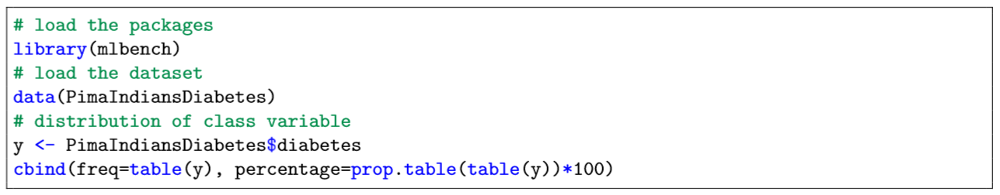 # load the packages
library(mlbench)
# load the dataset
data(PimaIndiansDiabetes)
# distribution of class variable
y <- PimaIndiansDiabetes$diabetes
cbind(freq=table(y), percentage=prop.table(table(y))*100)